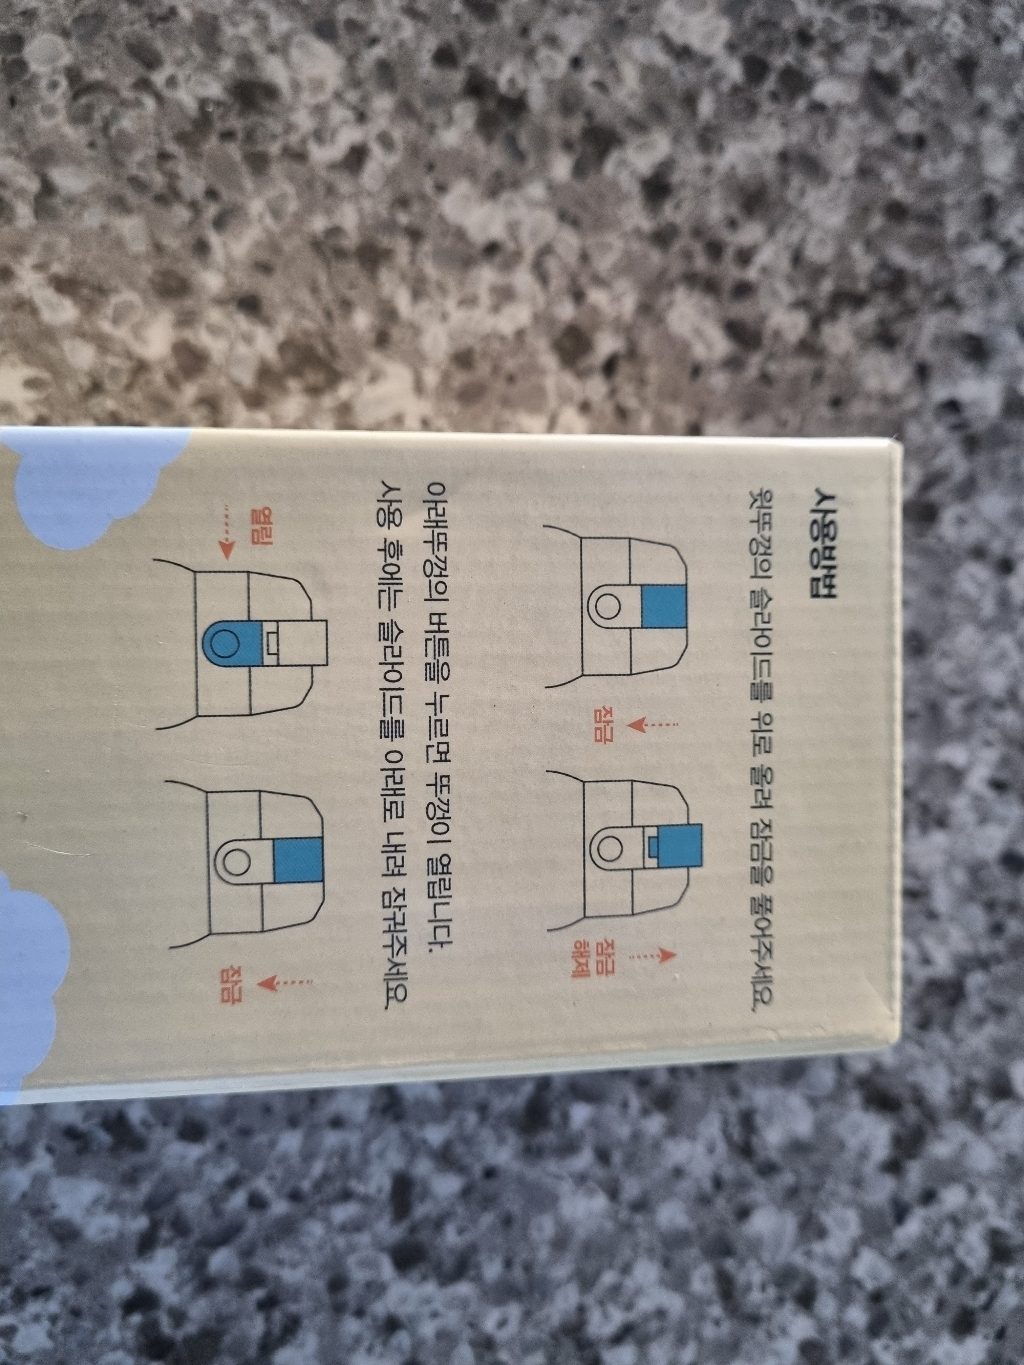 사용방법
윗뚜껑의 슬라이드를 위로 올려 잠금을 풀어주세요.
잠금
잠금
해제
아래뚜껑의 버튼을 누르면 뚜껑이 열립니다.
사용 후에는 슬라이드를 아래로 내려 잠궈주세요.
열림
잠금